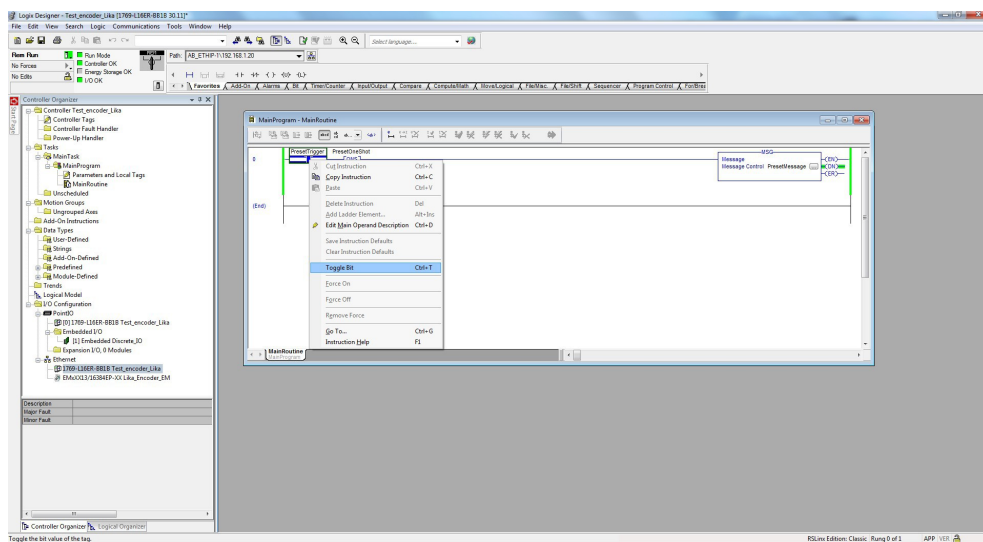 Logix Designer - Test_encoder_Lika [1769-L16ER-BB1B 30.11]*
File Edit View Search Logic Communications Tools Window Help
Select language...
Rem Run
Run Mode
Path: AB_ETHIP-1\192.168.1.20
No Forces
Controller OK
Energy Storage OK
No Edits
I/O OK
Favorites Add-On Alarms Bit Timer/Counter Input/Output Compare Compute/Math Move/Logical File/Misc. File/Shift Sequencer Program Control For/Brea
Start Page
Controller Organizer
Controller Test_encoder_Lika
Controller Tags
Controller Fault Handler
Power-Up Handler
Tasks
MainTask
MainProgram
Parameters and Local Tags
MainRoutine
Unscheduled
Motion Groups
Ungrouped Axes
Add-On Instructions
Data Types
User-Defined
Strings
Add-On-Defined
Predefined
Module-Defined
Trends
Logical Model
I/O Configuration
PointIO
[0] 1769-L16ER-BB1B Test_encoder_Lika
Embedded I/O
[1] Embedded Discrete_IO
Expansion I/O, 0 Modules
Ethernet
1769-L16ER-BB1B Test_encoder_Lika
EMxXX13/16384EP-XX Lika_Encoder_EM
Description
Major Fault
Minor Fault
Controller Organizer Logical Organizer
MainProgram - MainRoutine
0
PresetTrigger PresetOneShot
MSG
Message
Message Control PresetMessage ...
(EN)
(DN)
(ER)
(End)
Cut Instruction Ctrl+X
Copy Instruction Ctrl+C
Paste Ctrl+V
Delete Instruction Del
Add Ladder Element... Alt+Ins
Edit Main Operand Description Ctrl+D
Save Instruction Defaults
Clear Instruction Defaults
Toggle Bit Ctrl+T
Force On
Force Off
Remove Force
Go To... Ctrl+G
Instruction Help F1
MainRoutine
MainProgram
Toggle the bit value of the tag.
RSLinx Edition: Classic Rung 0 of 1 APP VER